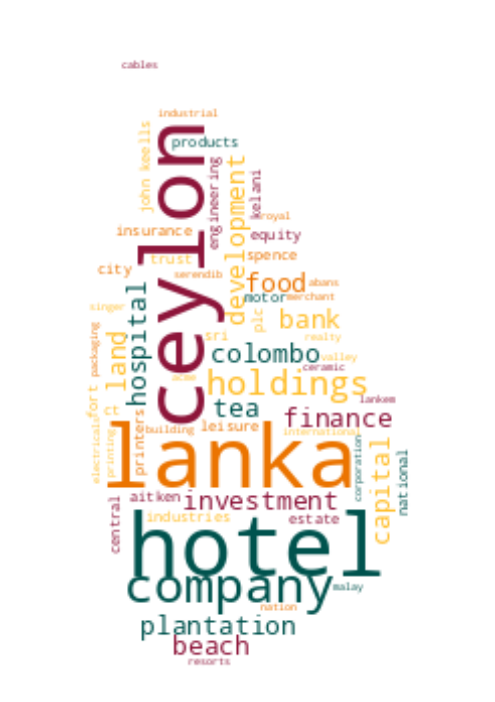 cables
industrial
john keells
products
ceylon
engineering
development
kelani
royal
insurance
equity
trust
spence
city
serendib
food
abans
hospital
motor
merchant
singer
plc
bank
packaging
land
sri
realty
colombo
valley
ceramic
acme
holdings
fort
ct
tea
lankem
finance
printers
building
leisure
international
electricals
printing
lanka
corporation
capital
national
central
aitken
investment
industries
estate
hotel
company
malay
nation
plantation
beach
resorts